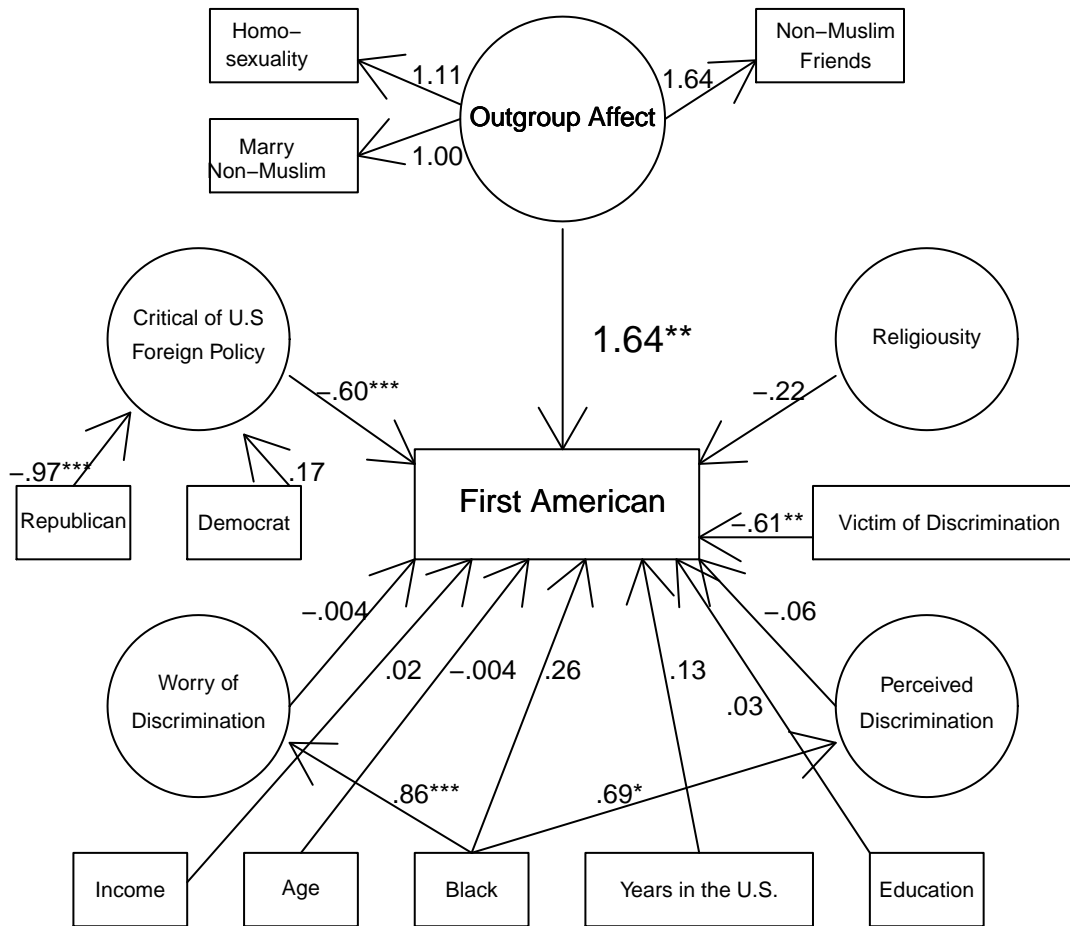 Homo−
sexuality
Non−Muslim
Friends
1.11
1.64
Outgroup Affect
Marry
Non−Muslim
1.00
Critical of U.S
Foreign Policy
1.64**
Religiousity
−.60***
−.22
−.97***
.17
Republican
Democrat
First American
−.61**
Victim of Discrimination
−.004
−.06
Worry of
Discrimination
.02
−.004
.26
.13
.03
Perceived
Discrimination
.86***
.69*
Income
Age
Black
Years in the U.S.
Education